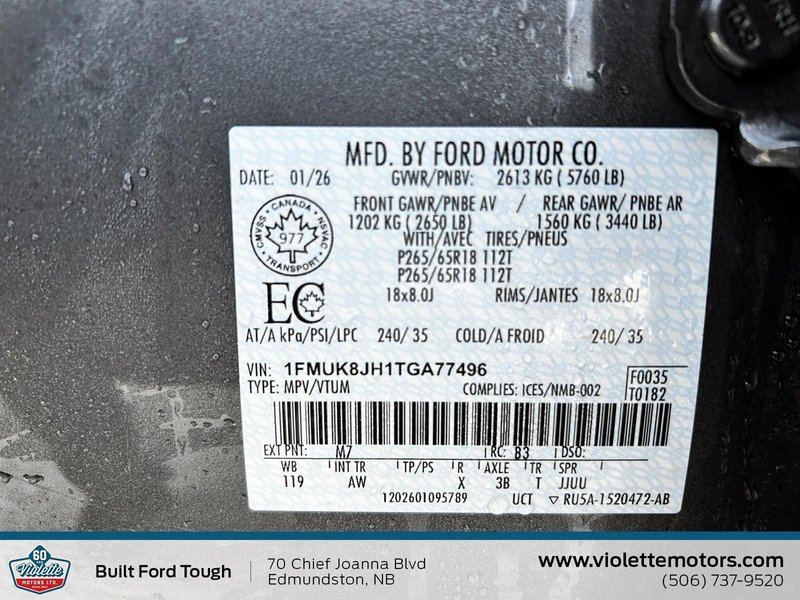 MFD. BY FORD MOTOR CO.
DATE: 01/26 GVWR/PNBV: 2613 KG ( 5760 LB)
FRONT GAWR/PNBE AV / REAR GAWR/ PNBE AR
1202 KG ( 2650 LB) 1560 KG ( 3440 LB)
WITH/AVEC TIRES/PNEUS
P265/65R18 112T
P265/65R18 112T
18x8.0J RIMS/JANTES 18x8.0J
CMVSS • CANADA • NSVAC
977
TRANSPORT
EC
AT/A kPa/PSI/LPC 240/ 35 COLD/A FROID 240/ 35
VIN: 1FMUK8JH1TGA77496
TYPE: MPV/VTUM COMPLIES: ICES/NMB-002
F0035
T0182
EXT PNT: M7 RC: B3 DSO:
WB INT TR TP/PS R AXLE TR SPR
119 AW X 3B T JJUU
1202601095789 UCT ▽ RU5A-1520472-AB
60
Violette
MOTORS LTD.
Built Ford Tough
70 Chief Joanna Blvd
Edmundston, NB
www.violettemotors.com
(506) 737-9520